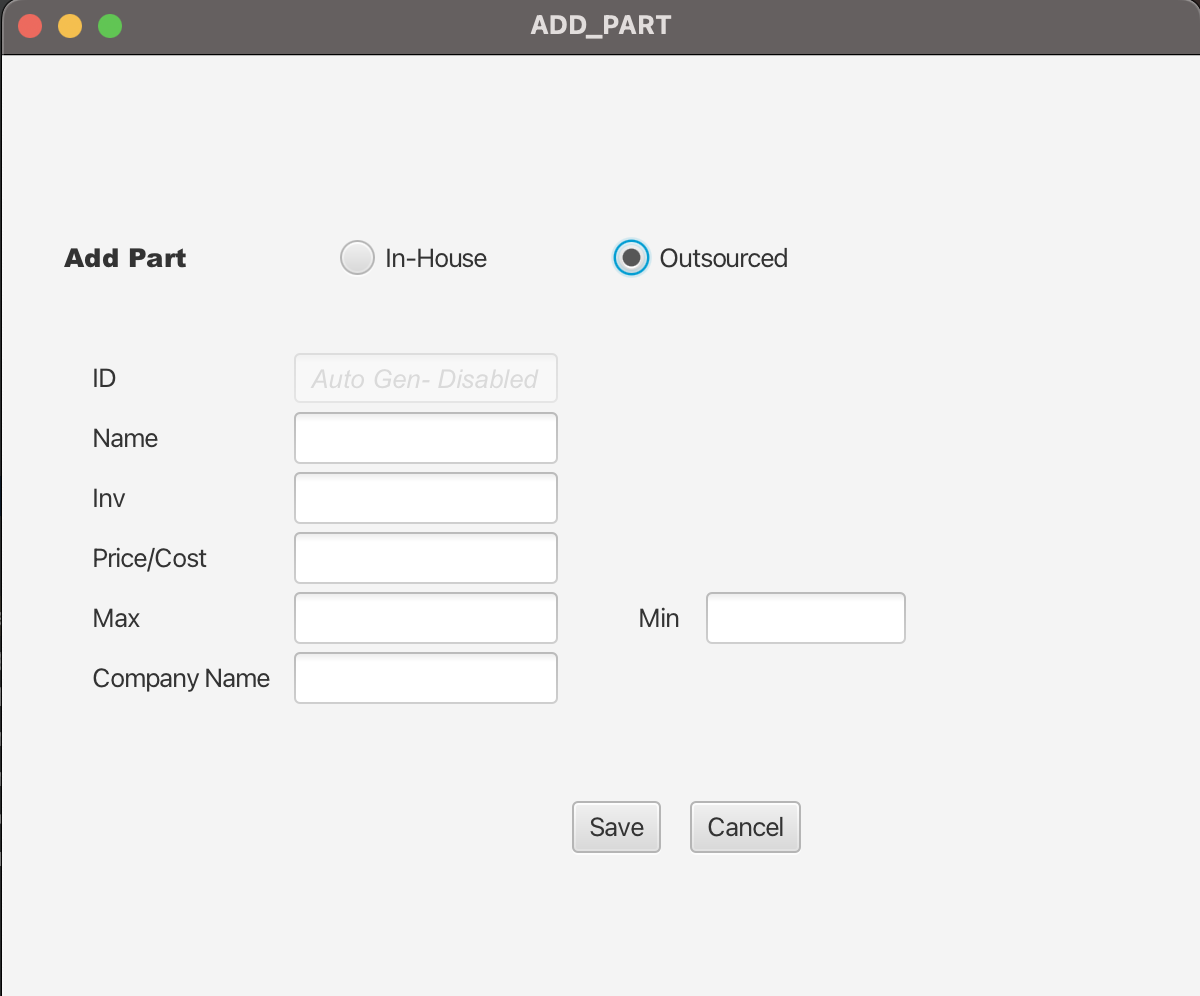 ADD_PART
Add Part In-House Outsourced
ID Auto Gen- Disabled
Name
Inv
Price/Cost
Max Min
Company Name
Save Cancel